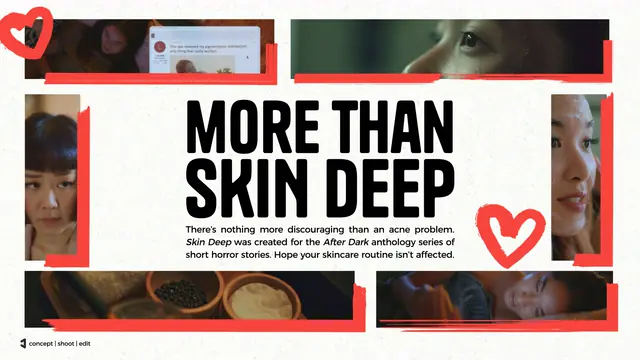 MORE THAN
SKIN DEEP
There's nothing more discouraging than an acne problem.
Skin Deep was created for the After Dark anthology series of
short horror stories. Hope your skincare routine isn't affected.
concept | shoot | edit